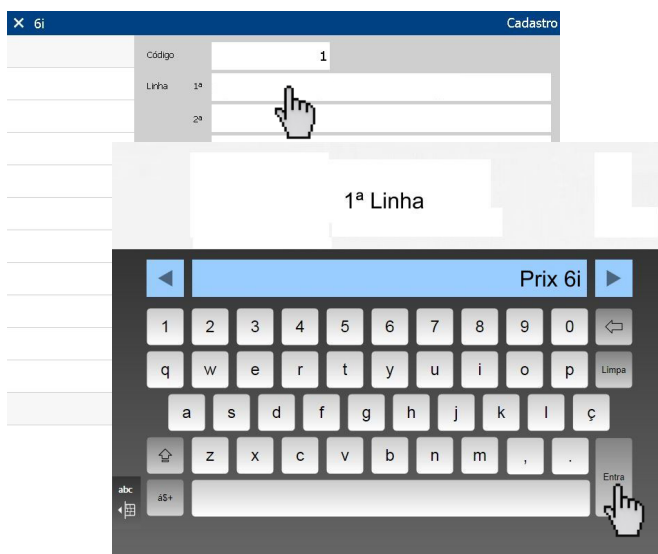 ✕ 6i Cadastro
Código 1
Linha 1ª
2ª
1ª Linha
Prix 6i
1 2 3 4 5 6 7 8 9 0
q w e r t y u i o p Limpa
a s d f g h j k l ç
z x c v b n m , .
Entra
abc
á$+